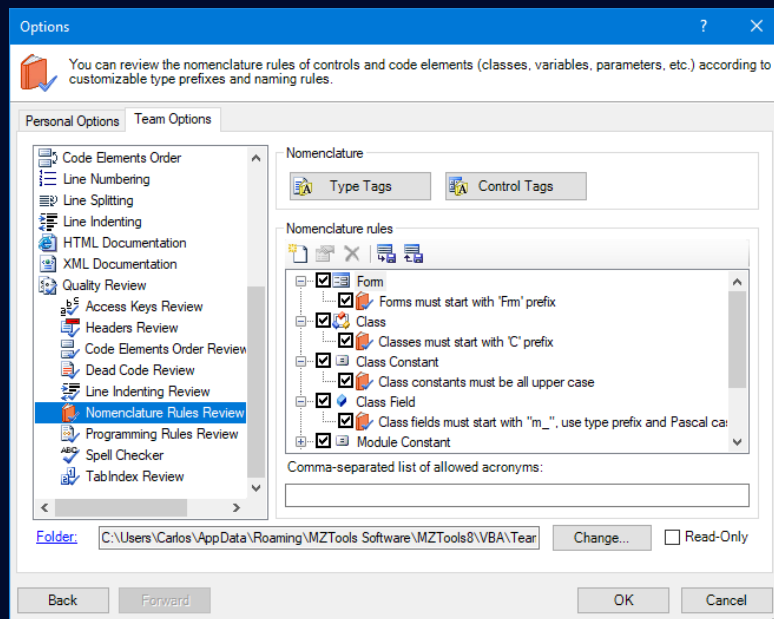 Options
You can review the nomenclature rules of controls and code elements (classes, variables, parameters, etc.) according to
customizable type prefixes and naming rules.
Personal Options
Team Options
Code Elements Order
Line Numbering
Line Splitting
Line Indenting
HTML Documentation
XML Documentation
Quality Review
Access Keys Review
Headers Review
Code Elements Order Review
Dead Code Review
Line Indenting Review
Nomenclature Rules Review
Programming Rules Review
Spell Checker
TabIndex Review
Nomenclature
Type Tags
Control Tags
Nomenclature rules
Form
Forms must start with 'Frm' prefix
Class
Classes must start with 'C' prefix
Class Constant
Class constants must be all upper case
Class Field
Class fields must start with "m_", use type prefix and Pascal ca
Module Constant
Comma-separated list of allowed acronyms:
Folder:
C:\Users\Carlos\AppData\Roaming\MZTools Software\MZTools8\VBA\Tear
Change...
Read-Only
Back
Forward
OK
Cancel